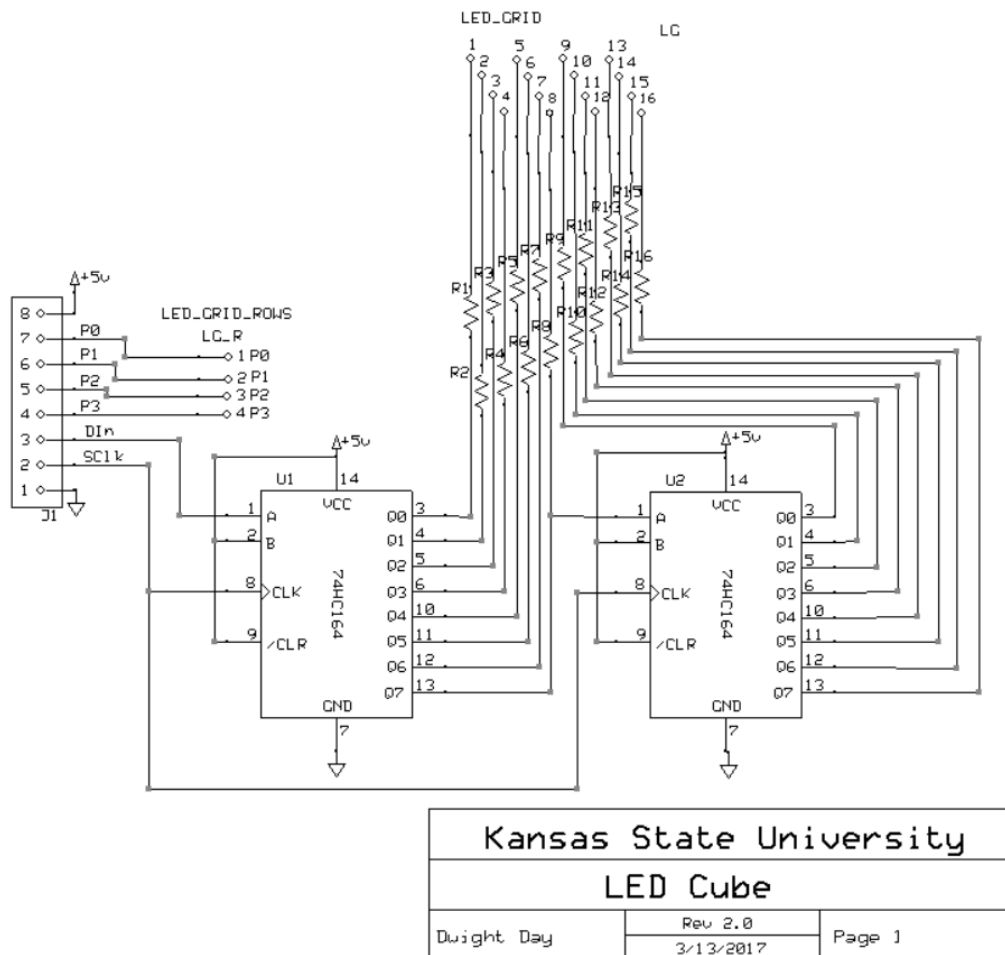 LED_GRID
LG
1 5 9 13
2 6 10 14
3 7 11 15
4 8 12 16
R15
R13
R11
R9
R7
R16
R5
R3
R14
R1
R12
R10
R8
R6
R4
R2
+5v
8
7 P0
6 P1
5 P2
4 P3
3 DIn
2 SClk
1
J1
LED_GRID_ROWS
LG_R
1 P0
2 P1
3 P2
4 P3
+5v
U1 14
VCC
1 A Q0 3
2 B Q1 4
Q2 5
8 CLK Q3 6
74HC164
Q4 10
9 /CLR Q5 11
Q6 12
Q7 13
GND
7
+5v
U2 14
VCC
1 A Q0 3
2 B Q1 4
Q2 5
8 CLK Q3 6
74HC164
Q4 10
9 /CLR Q5 11
Q6 12
Q7 13
GND
7
Kansas State University
LED Cube
Dwight Day
Rev 2.0
3/13/2017
Page 1